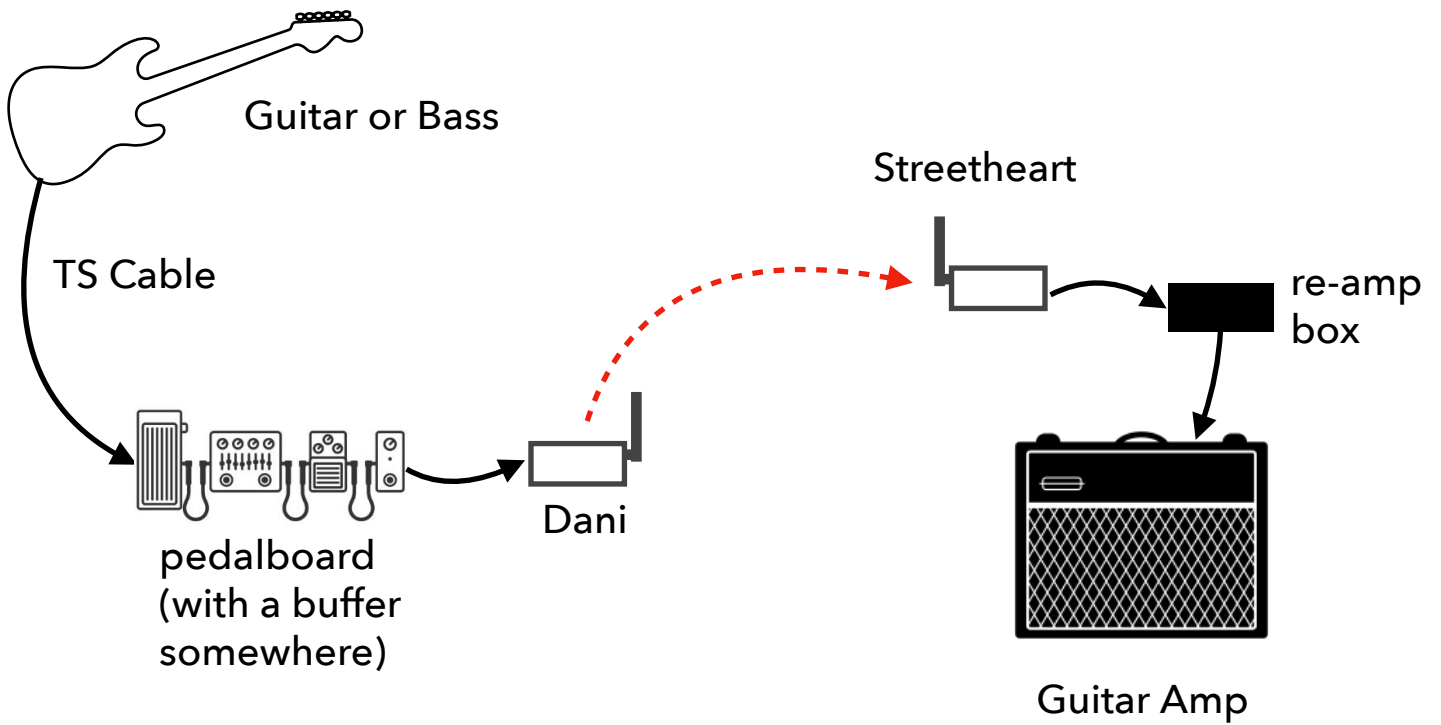 Guitar or Bass
Streetheart
TS Cable
re-amp
box
Dani
pedalboard
(with a buffer
somewhere)
Guitar Amp